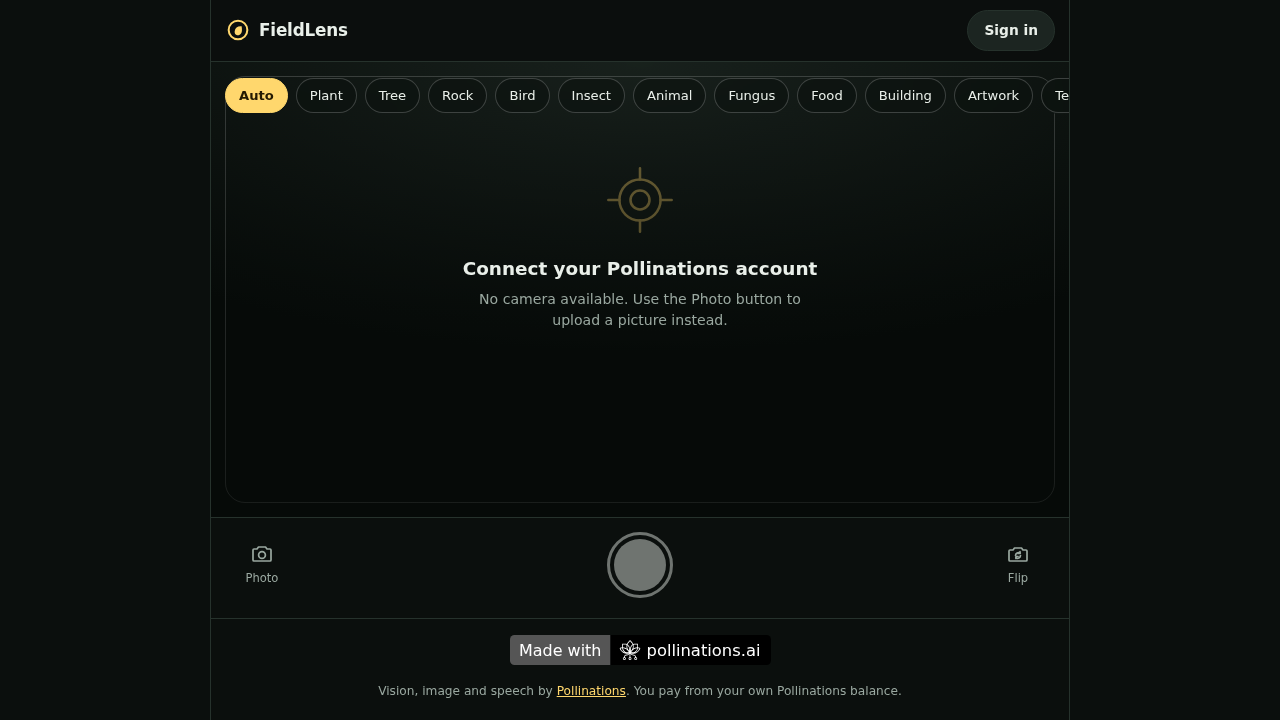 FieldLens
Sign in
Auto
Plant
Tree
Rock
Bird
Insect
Animal
Fungus
Food
Building
Artwork
Te
Connect your Pollinations account
No camera available. Use the Photo button to
upload a picture instead.
Photo
Flip
Made with pollinations.ai
Vision, image and speech by Pollinations. You pay from your own Pollinations balance.